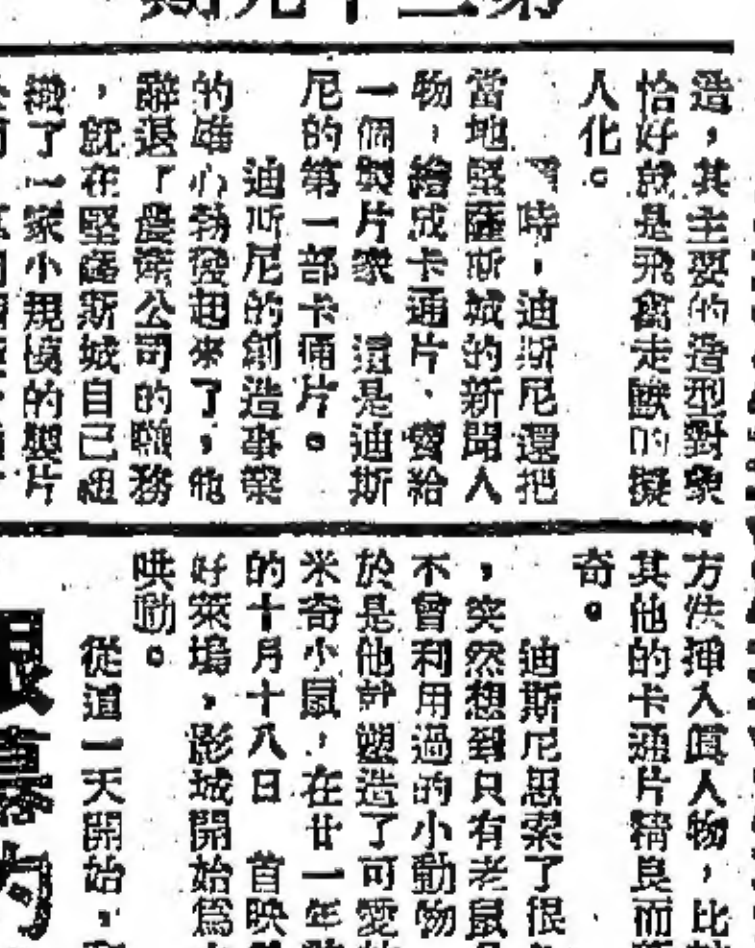 造，其主要的造型對象
恰好就是飛禽走獸的擬
人化。
時，迪斯尼還把
當地堅薩斯城的新聞人
物，繪成卡通片、賣給
一個製片家　這是迪斯
尼的第一部卡通片。
迪斯尼的創造事業
的雄心勃發起來了，他
辭退了農業公司的職務
，就在堅薩斯城自己組
織了一家小規模的製片
方法揷入眞人物，比
其他的卡通片精良而
奇。
迪斯尼思索了很
，突然想到只有老鼠
不曾利用過的小動物
於是他就塑造了可愛
米奇小鼠，在廿一年
的十月十八日　首映
好萊塢，影城開始爲
哄動。
從這一天開始，
銀幕內